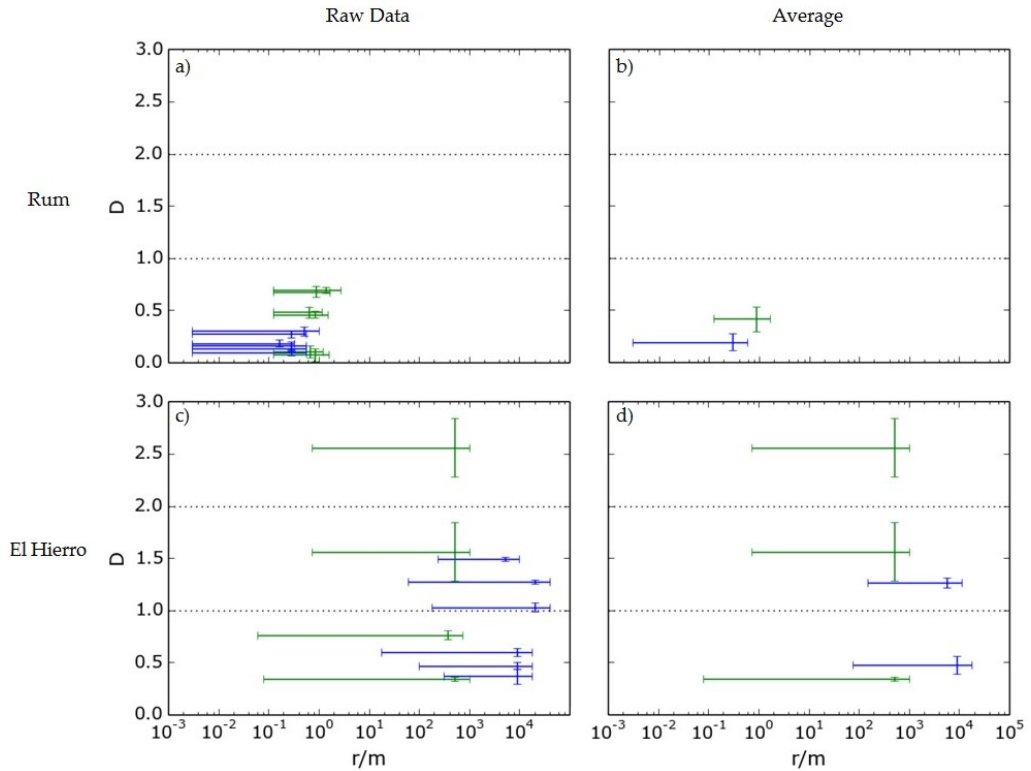 Raw Data Average
a) b)
3.0
2.5
2.0
Rum D 1.5
1.0
0.5
0.0
c) d)
3.0
2.5
2.0
El Hierro D 1.5
1.0
0.5
0.0
10⁻³ 10⁻² 10⁻¹ 10⁰ 10¹ 10² 10³ 10⁴ 10⁻³ 10⁻² 10⁻¹ 10⁰ 10¹ 10² 10³ 10⁴ 10⁵
r/m r/m